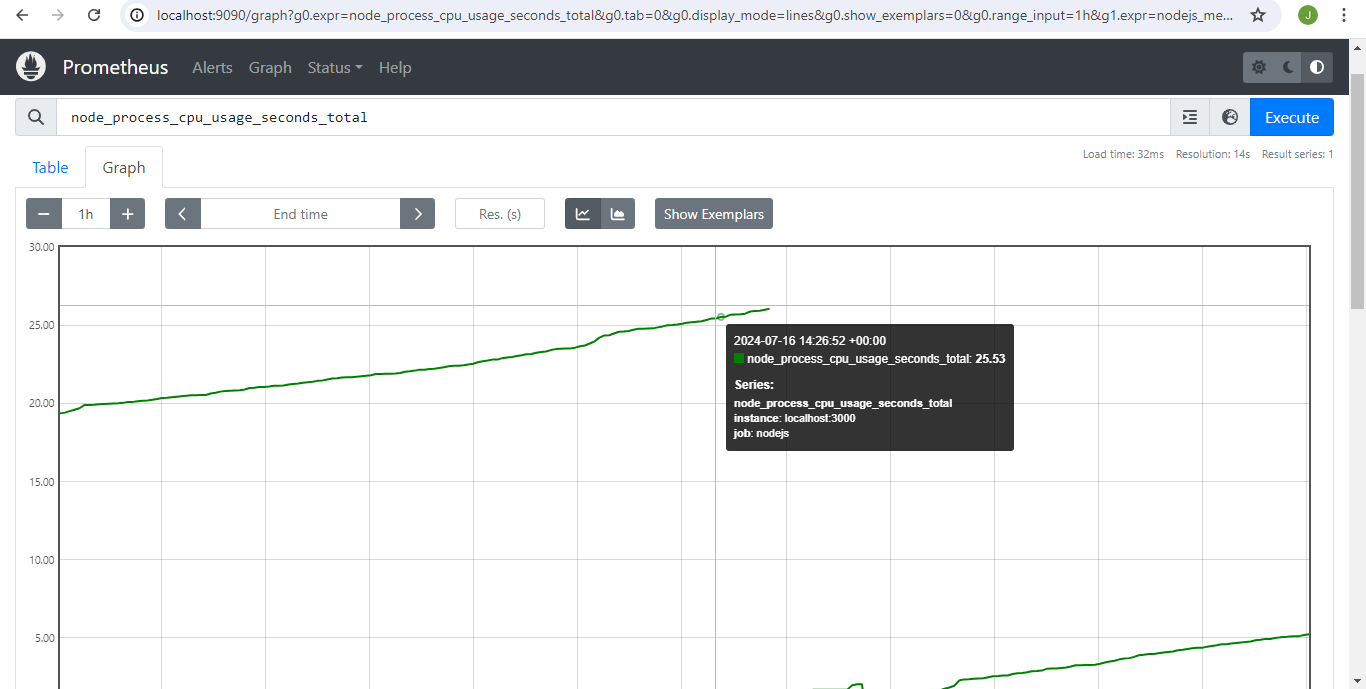 localhost:9090/graph?g0.expr=node_process_cpu_usage_seconds_total&g0.tab=0&g0.display_mode=lines&g0.show_exemplars=0&g0.range_input=1h&g1.expr=nodejs_me...
J
Prometheus Alerts Graph Status Help
node_process_cpu_usage_seconds_total Execute
Load time: 32ms Resolution: 14s Result series: 1
Table Graph
1h End time Res. (s) Show Exemplars
30.00
25.00
2024-07-16 14:26:52 +00:00
node_process_cpu_usage_seconds_total: 25.53
Series:
node_process_cpu_usage_seconds_total
instance: localhost:3000
job: nodejs
20.00
15.00
10.00
5.00